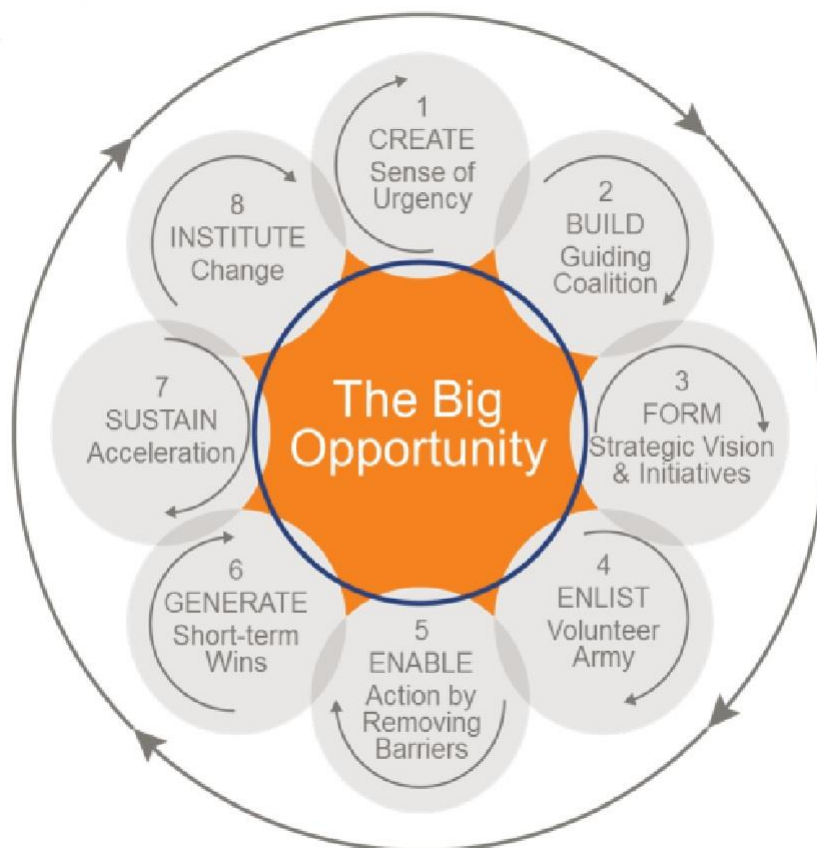 1
CREATE
Sense of
Urgency
2
BUILD
Guiding
Coalition
3
FORM
Strategic Vision
& Initiatives
4
ENLIST
Volunteer
Army
5
ENABLE
Action by
Removing
Barriers
6
GENERATE
Short-term
Wins
7
SUSTAIN
Acceleration
8
INSTITUTE
Change
The Big
Opportunity